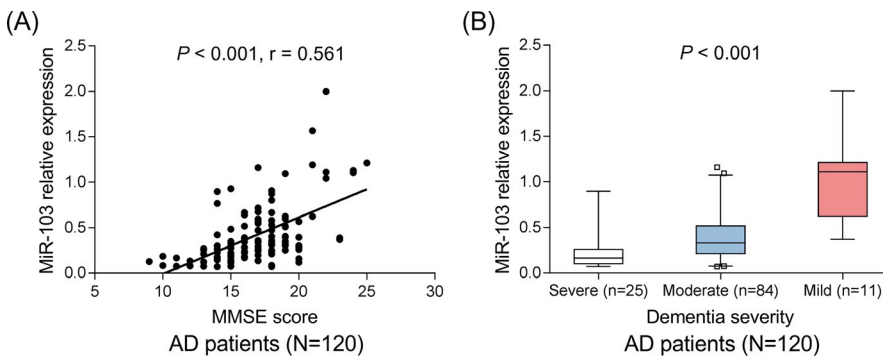 (A)
P < 0.001, r = 0.561
MiR-103 relative expression
2.5
2.0
1.5
1.0
0.5
0.0
5
10
15
20
25
30
MMSE score
AD patients (N=120)
(B)
P < 0.001
MiR-103 relative expression
2.5
2.0
1.5
1.0
0.5
0.0
Severe (n=25)
Moderate (n=84)
Mild (n=11)
Dementia severity
AD patients (N=120)